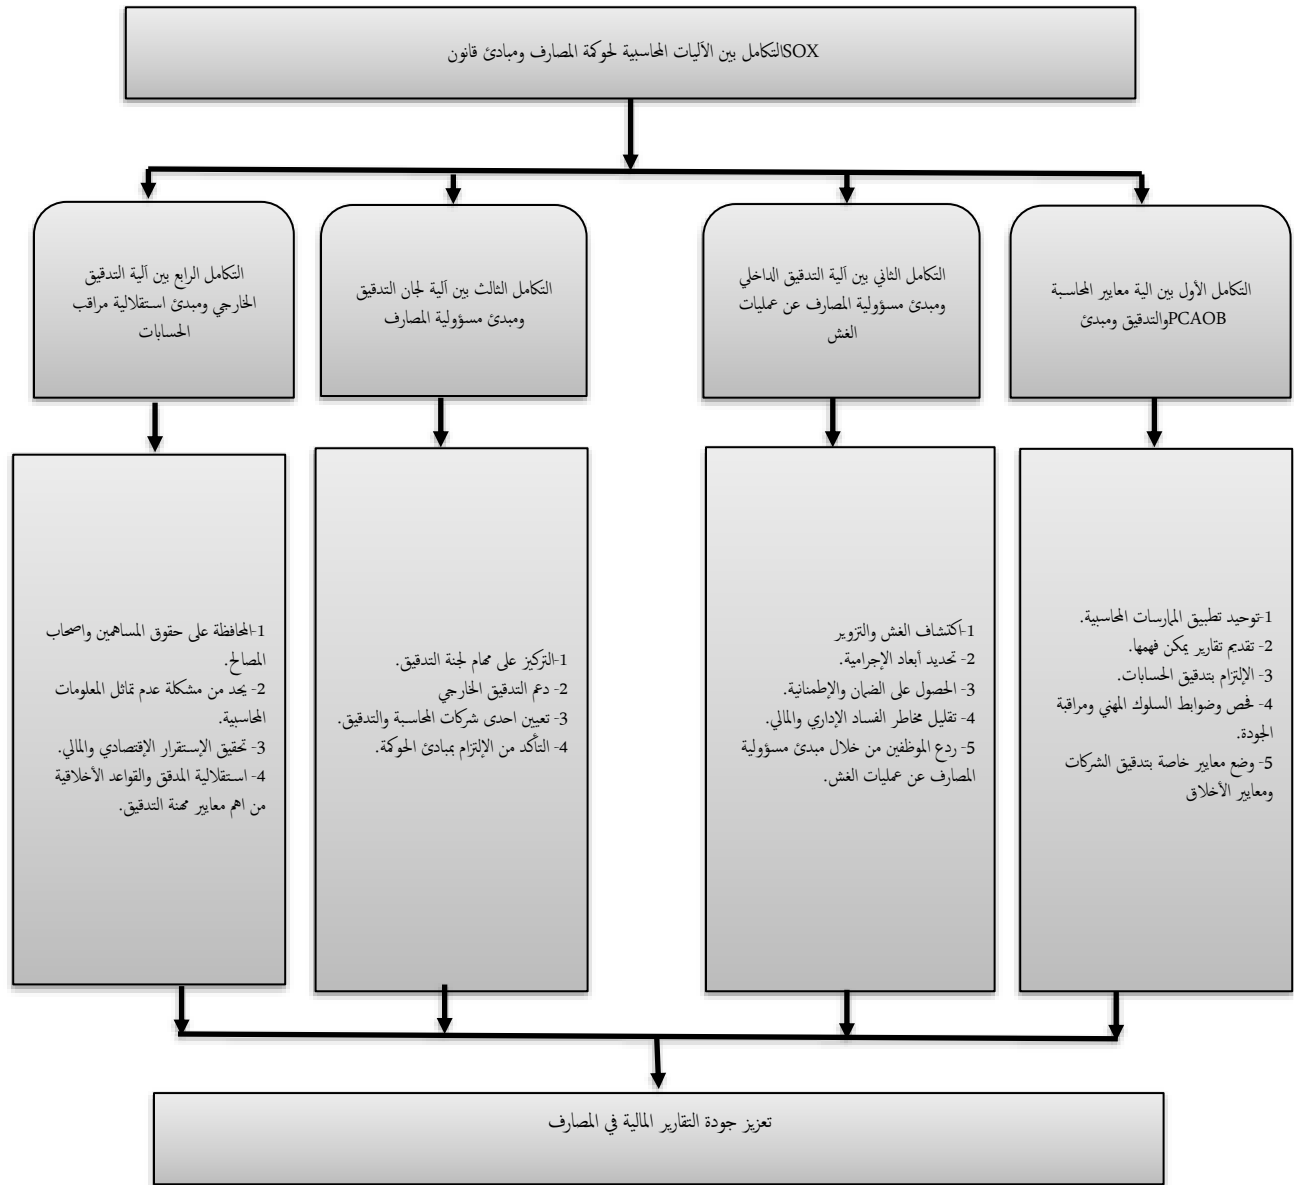 التكامل بين الآليات المحاسبية لحوكمة المصارف ومبادئ قانون SOX
التكامل الأول بين الية معايير المحاسبة
والتدقيق ومبدئ PCAOB
التكامل الثاني بين آلية التدقيق الداخلي
ومبدئ مسؤولية المصارف عن عمليات
الغش
التكامل الثالث بين آلية لجان التدقيق
ومبدئ مسؤولية المصارف
التكامل الرابع بين آلية التدقيق
الخارجي ومبدئ استقلالية مراقب
الحسابات
1-توحيد تطبيق الممارسات المحاسبية.
2- تقديم تقارير يمكن فهمها.
3- الإلتزام بتدقيق الحسابات.
4- فحص وضوابط السلوك المهني ومراقبة
الجودة.
5- وضع معايير خاصة بتدقيق الشركات
ومعايير الأخلاق
1-اكتشاف الغش والتزوير
2- تحديد أبعاد الإجرامية.
3- الحصول على الضمان والإطمنانية.
4- تقليل مخاطر الفساد الإداري والمالي.
5- ردع الموظفين من خلال مبدئ مسؤولية
المصارف عن عمليات الغش.
1-التركيز على مهام لجنة التدقيق.
2- دعم التدقيق الخارجي
3- تعيين احدى شركات المحاسبة والتدقيق.
4- التأكد من الإلتزام بمبادئ الحوكمة.
1-المحافظة على حقوق المساهمين واصحاب
المصالح.
2- يحد من مشكلة عدم تماثل المعلومات
المحاسبية.
3- تحقيق الإستقرار الإقتصادي والمالي.
4- استقلالية المدقق والقواعد الأخلاقية
من اهم معايير مهنة التدقيق.
تعزيز جودة التقارير المالية في المصارف